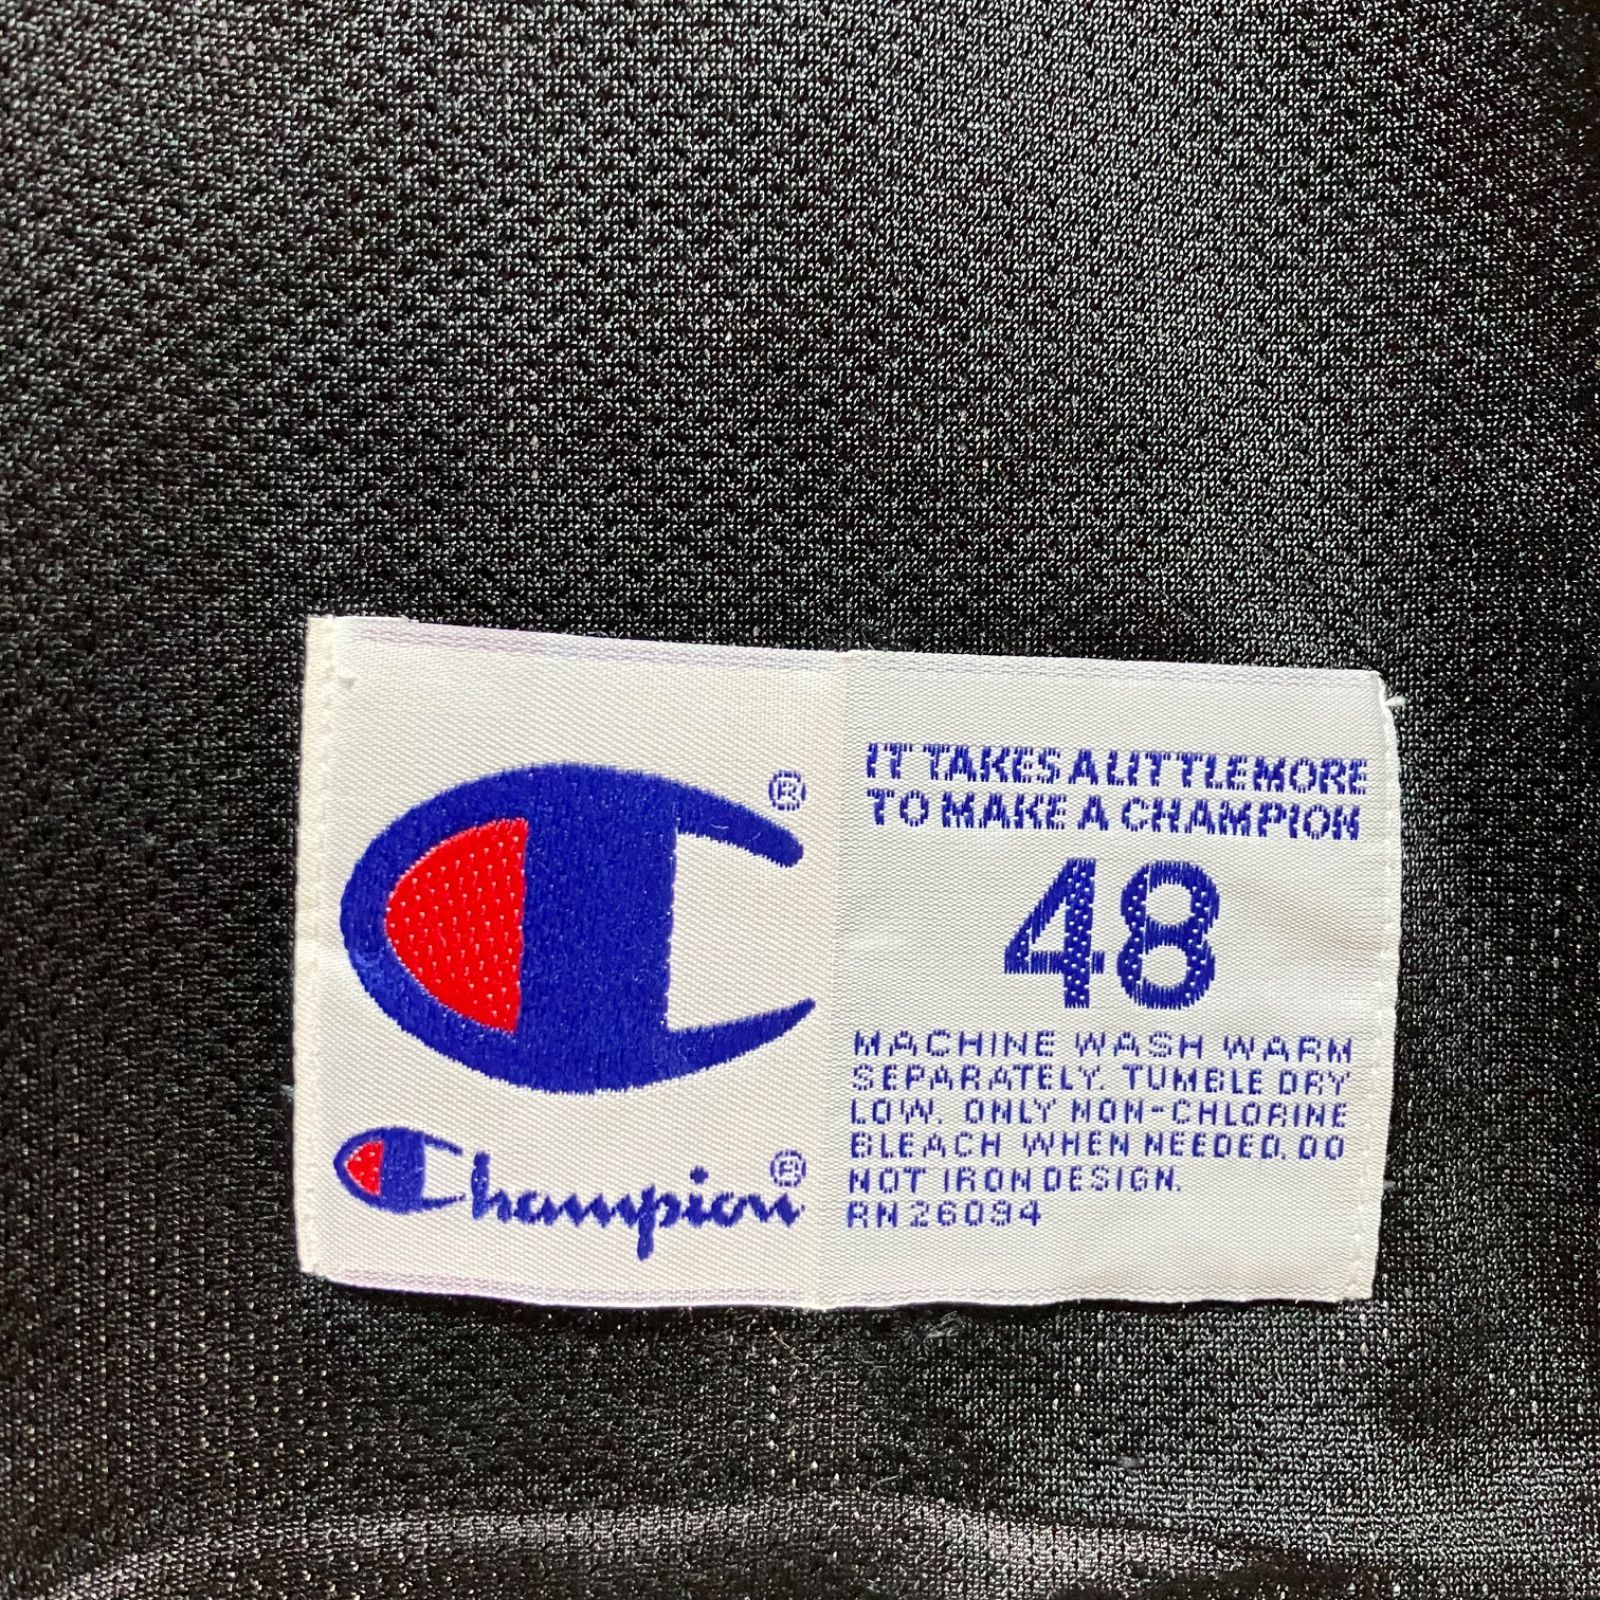 ®
Champion®
IT TAKES A LITTLE MORE
TO MAKE A CHAMPION
48
MACHINE WASH WARM
SEPARATELY. TUMBLE DRY
LOW. ONLY NON-CHLORINE
BLEACH WHEN NEEDED. DO
NOT IRON DESIGN.
RN 26094